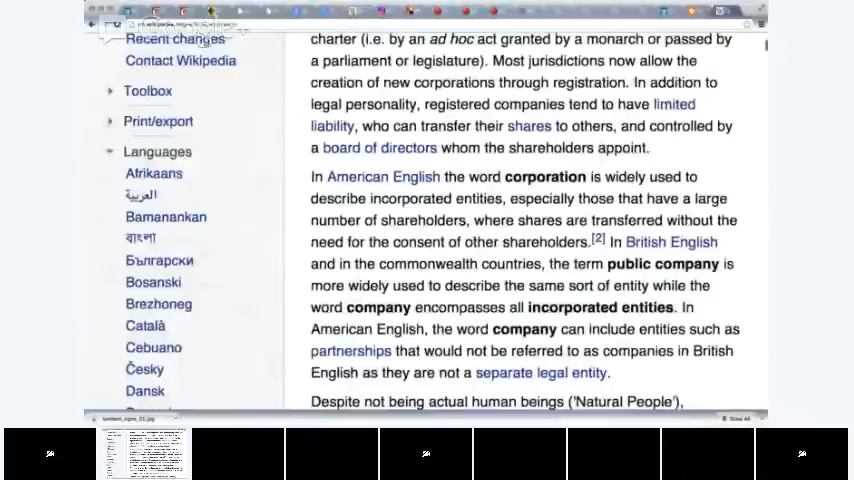 Google+
Recent changes
Contact Wikipedia
Toolbox
Print/export
Languages
Afrikaans
العربية
Bamanankan
বাংলা
Български
Bosanski
Brezhoneg
Català
Cebuano
Česky
Dansk
charter (i.e. by an ad hoc act granted by a monarch or passed by
a parliament or legislature). Most jurisdictions now allow the
creation of new corporations through registration. In addition to
legal personality, registered companies tend to have limited
liability, who can transfer their shares to others, and controlled by
a board of directors whom the shareholders appoint.
In American English the word corporation is widely used to
describe incorporated entities, especially those that have a large
number of shareholders, where shares are transferred without the
need for the consent of other shareholders.[2] In British English
and in the commonwealth countries, the term public company is
more widely used to describe the same sort of entity while the
word company encompasses all incorporated entities. In
American English, the word company can include entities such as
partnerships that would not be referred to as companies in British
English as they are not a separate legal entity.
Despite not being actual human beings ('Natural People'),
Show All